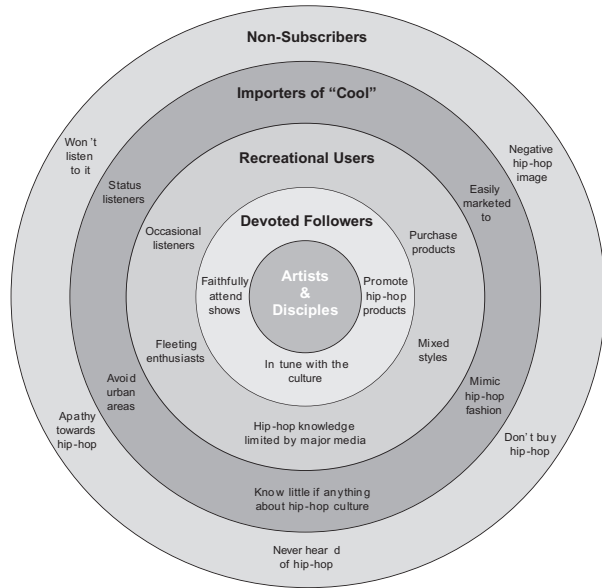 Non-Subscribers
Importers of “Cool”
Recreational Users
Devoted Followers
Artists
&
Disciples
Faithfully
attend
shows
Promote
hip-hop
products
In tune with the
culture
Occasional
listeners
Purchase
products
Fleeting
enthusiasts
Mixed
styles
Hip-hop knowledge
limited by major media
Status
listeners
Easily
marketed
to
Avoid
urban
areas
Mimic
hip-hop
fashion
Know little if anything
about hip-hop culture
Won't
listen
to it
Negative
hip-hop
image
Apathy
towards
hip-hop
Don't buy
hip-hop
Never hear d
of hip-hop